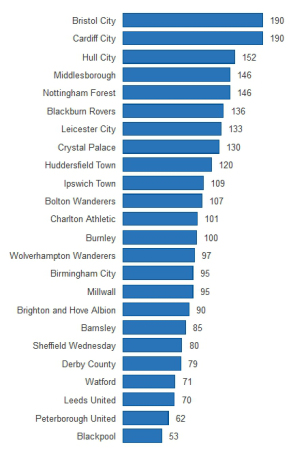 Bristol City 190
Cardiff City 190
Hull City 152
Middlesborough 146
Nottingham Forest 146
Blackburn Rovers 136
Leicester City 133
Crystal Palace 130
Huddersfield Town 120
Ipswich Town 109
Bolton Wanderers 107
Charlton Athletic 101
Burnley 100
Wolverhampton Wanderers 97
Birmingham City 95
Millwall 95
Brighton and Hove Albion 90
Barnsley 85
Sheffield Wednesday 80
Derby County 79
Watford 71
Leeds United 70
Peterborough United 62
Blackpool 53